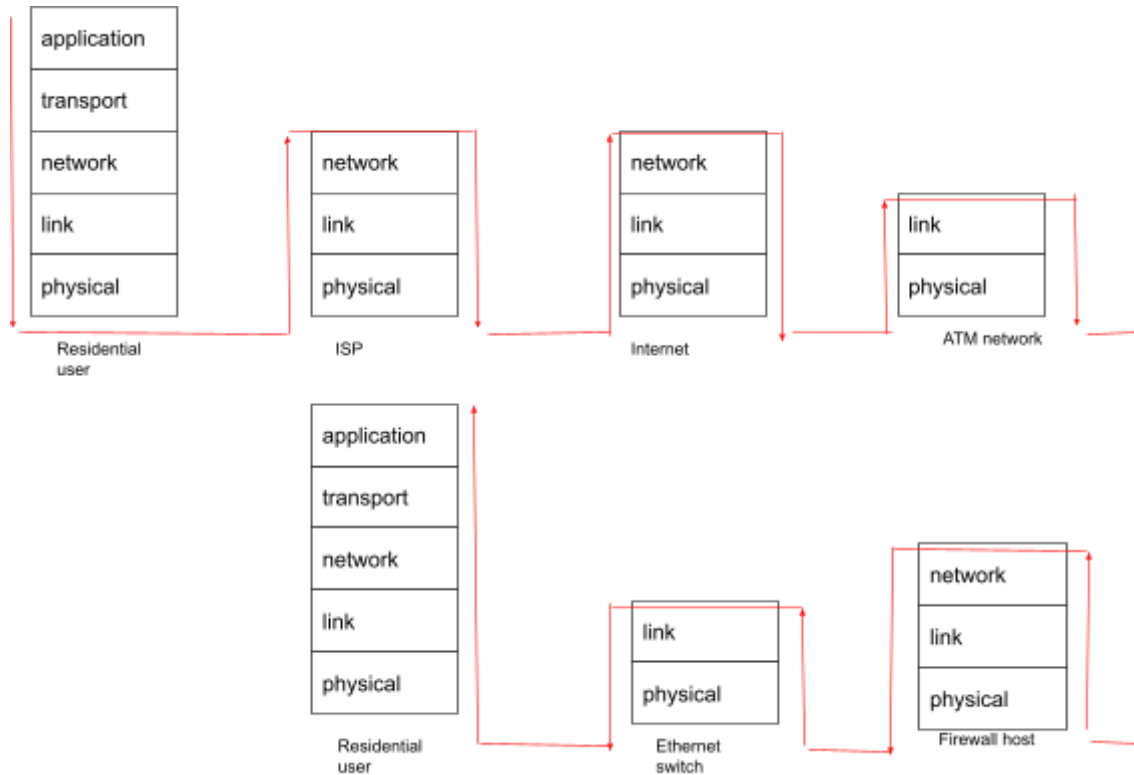 application
transport
network
link
physical
Residential
user
network
link
physical
ISP
network
link
physical
Internet
link
physical
ATM network
application
transport
network
link
physical
Residential
user
link
physical
Ethernet
switch
network
link
physical
Firewall host